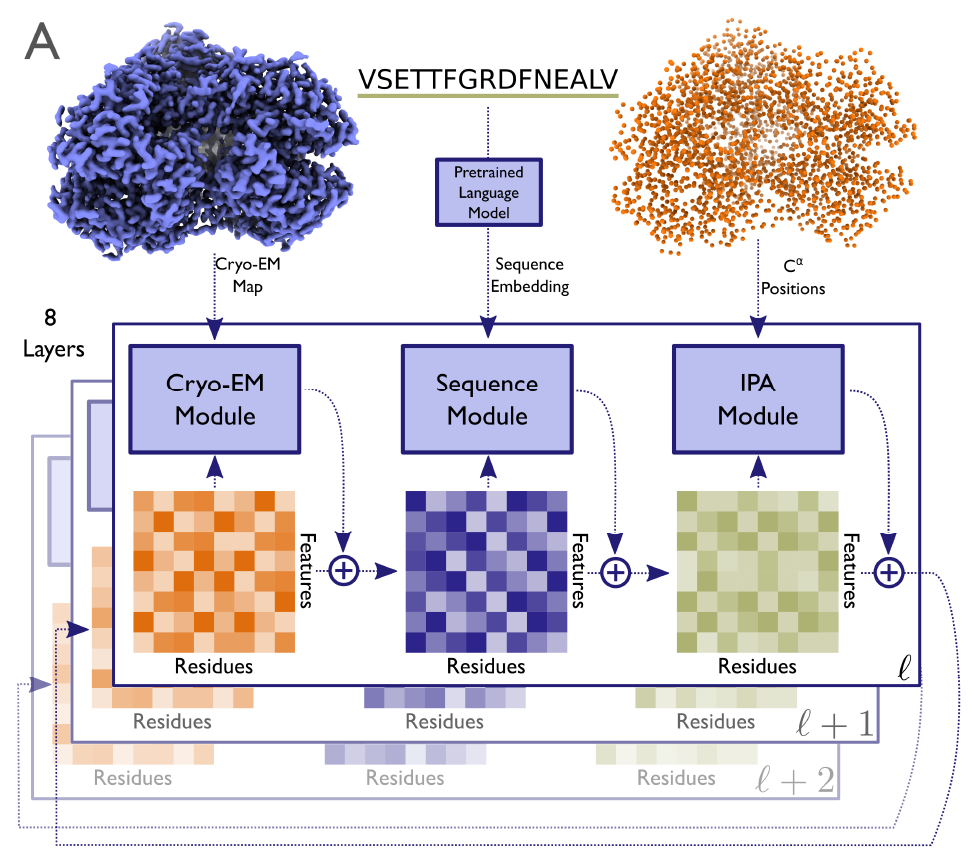 A
VSETTFGRDFNEALV
Pretrained
Language
Model
Cryo-EM
Map
Sequence
Embedding
Cα
Positions
8
Layers
Cryo-EM
Module
Sequence
Module
IPA
Module
Features
Features
Features
Residues
Residues
Residues
ℓ
Residues
Residues
Residues
ℓ + 1
Residues
Residues
Residues
ℓ + 2